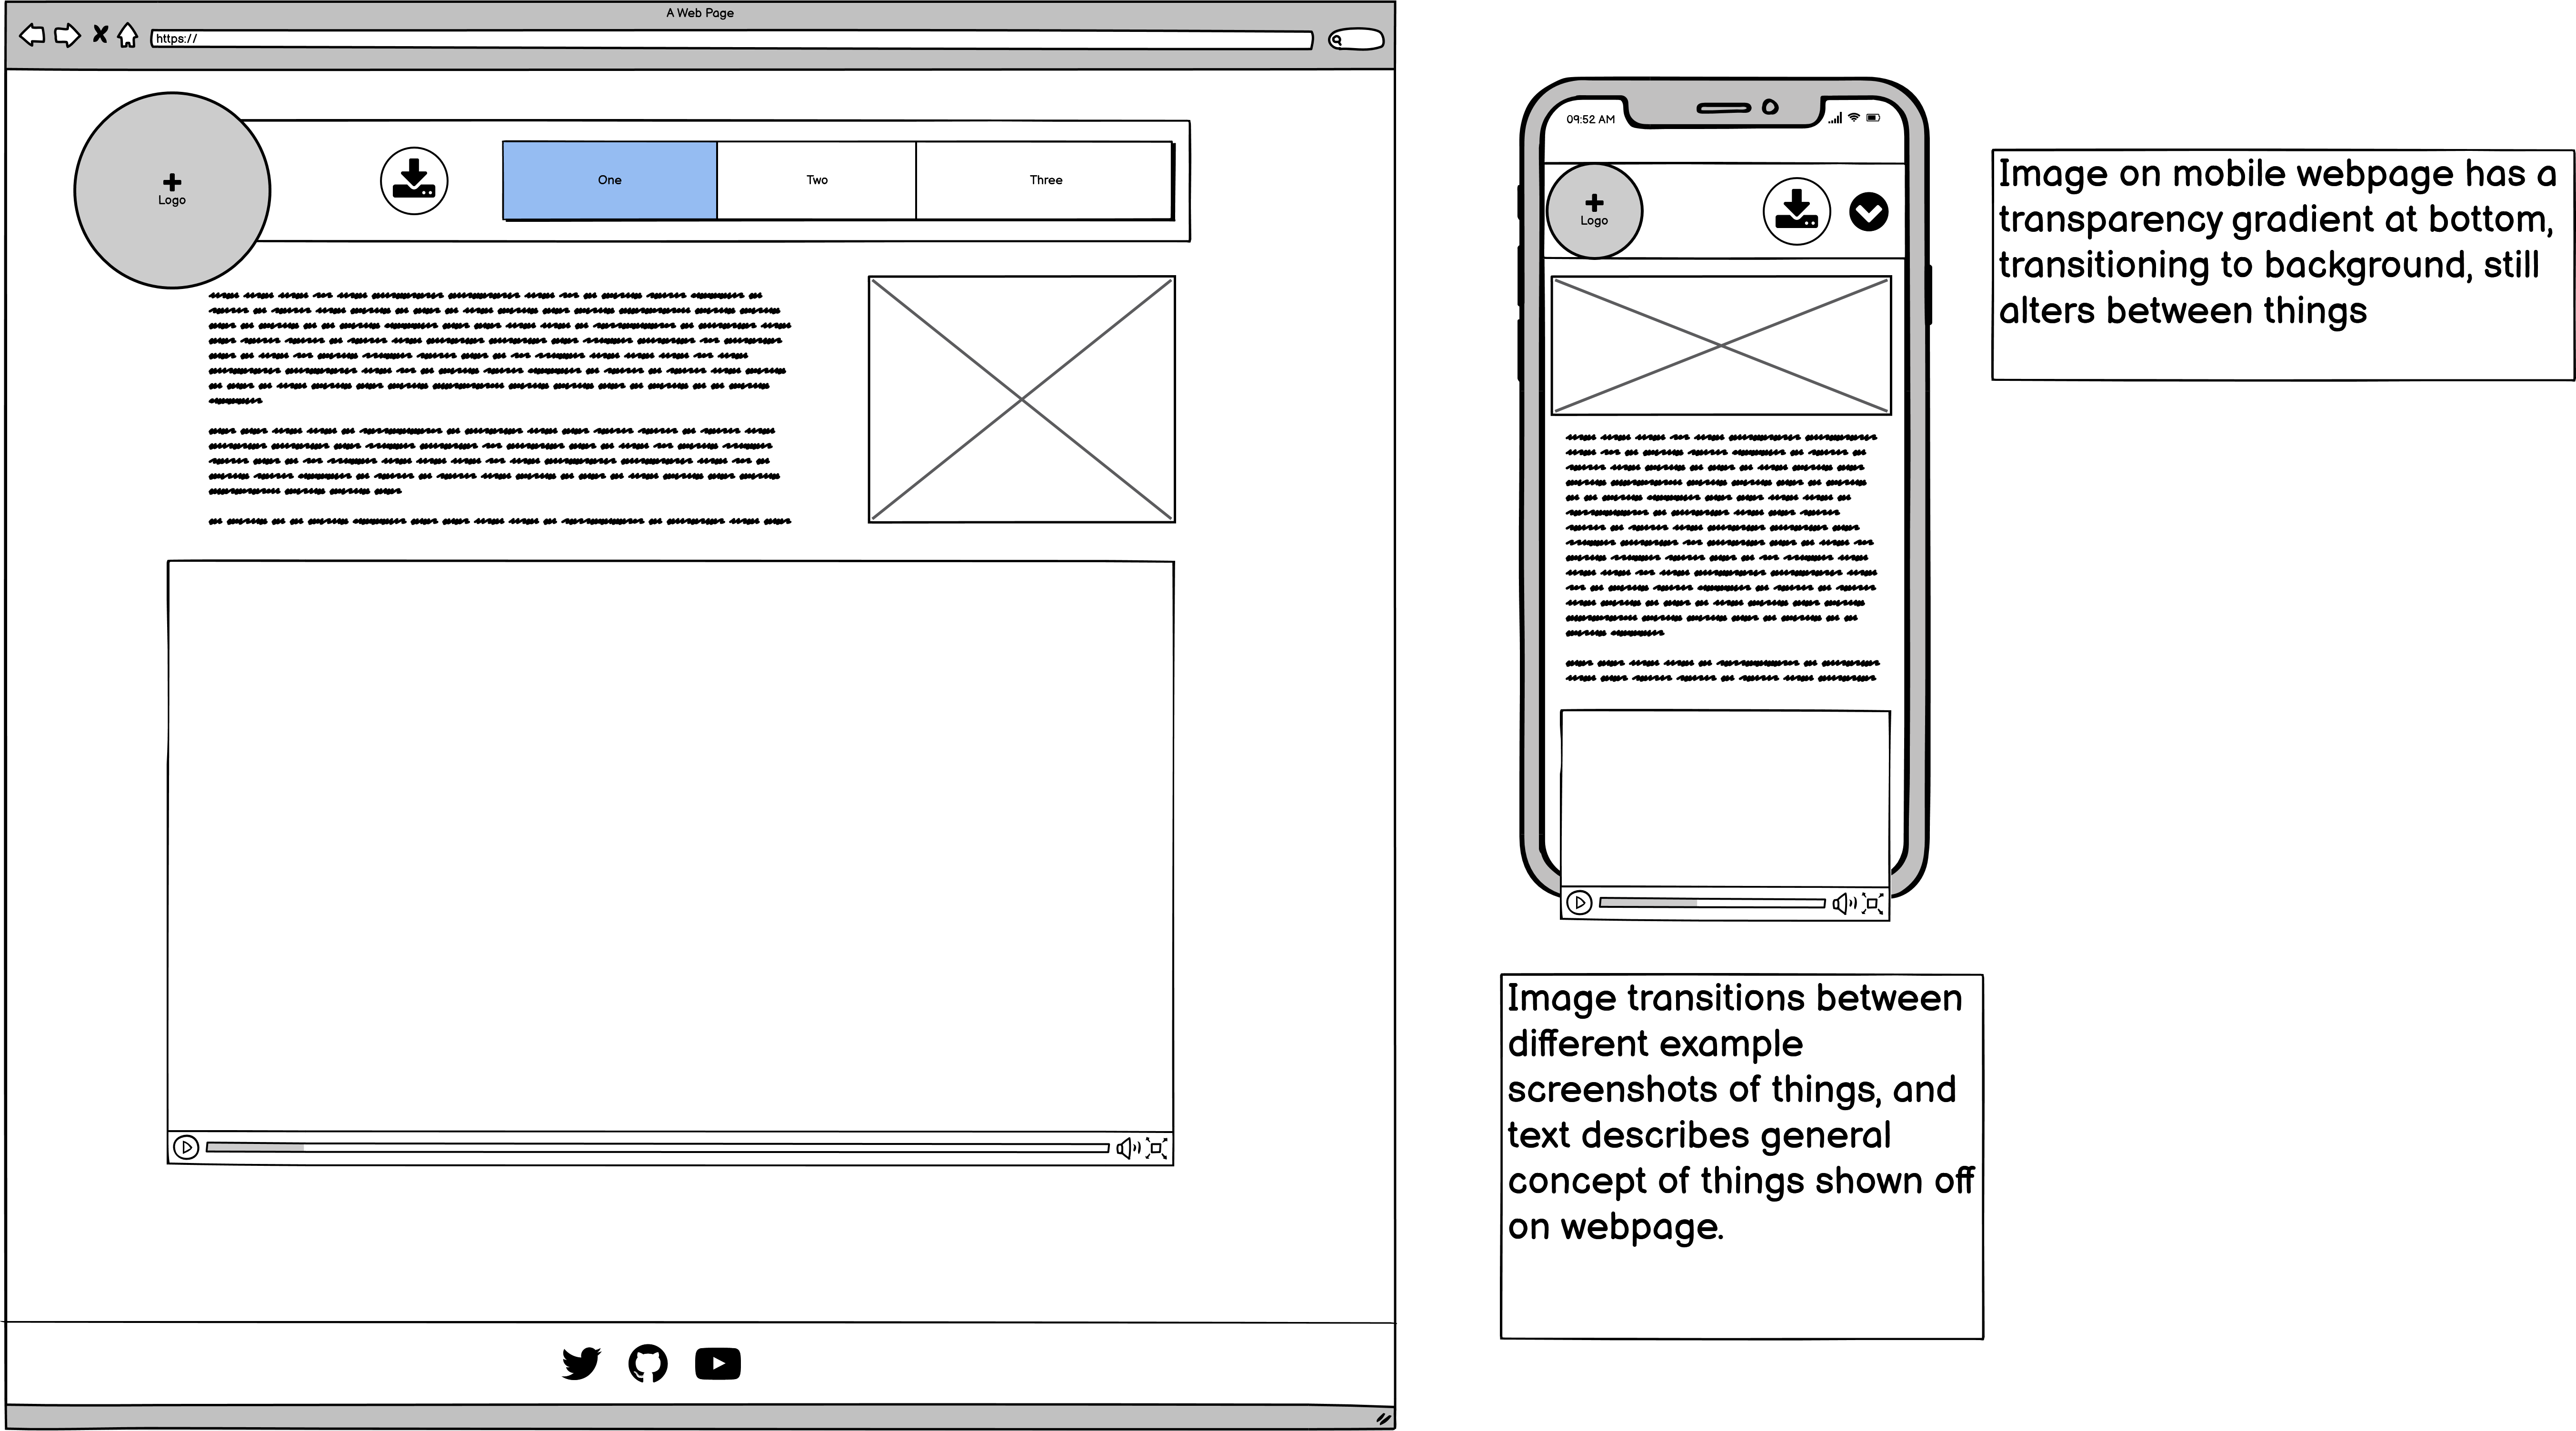 A Web Page
https://
Logo
One
Two
Three
09:52 AM
Logo
Image on mobile webpage has a
transparency gradient at bottom,
transitioning to background, still
alters between things
Image transitions between
different example
screenshots of things, and
text describes general
concept of things shown off
on webpage.